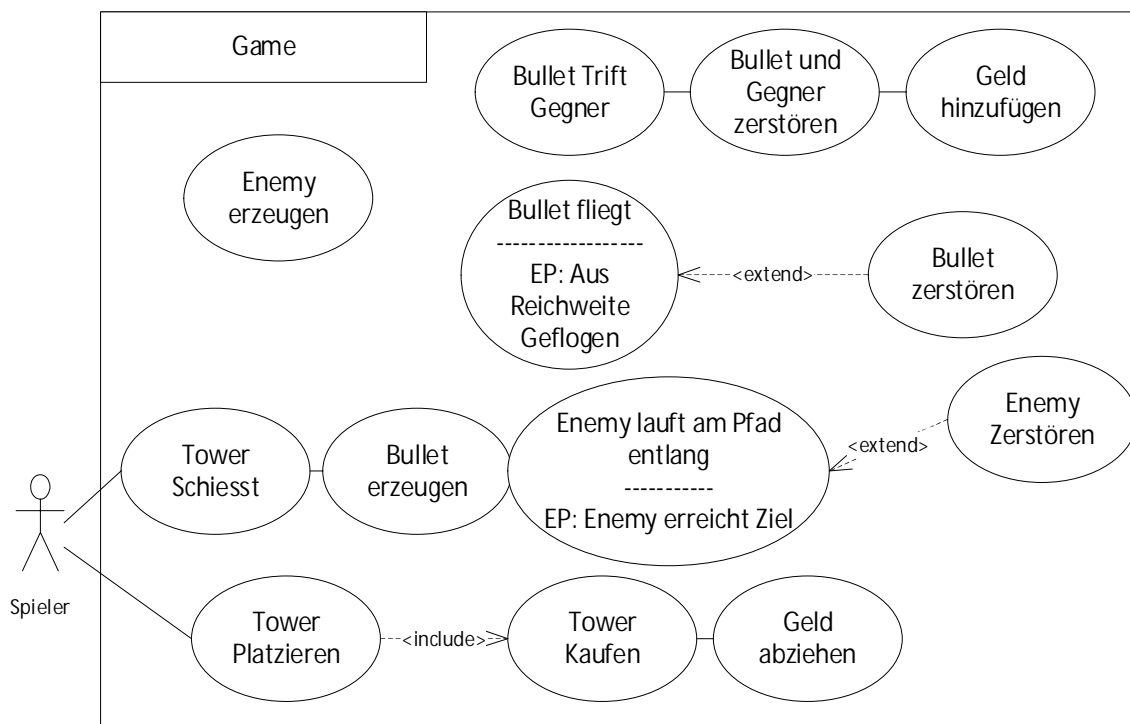 Game
Bullet Trift
Gegner
Bullet und
Gegner
zerstören
Geld
hinzufügen
Enemy
erzeugen
Bullet fliegt
------------------
EP: Aus
Reichweite
Geflogen
<extend>
Bullet
zerstören
Enemy lauft am Pfad
entlang
-----------
EP: Enemy erreicht Ziel
<extend>
Enemy
Zerstören
Tower
Schiesst
Bullet
erzeugen
Spieler
Tower
Platzieren
<include>
Tower
Kaufen
Geld
abziehen